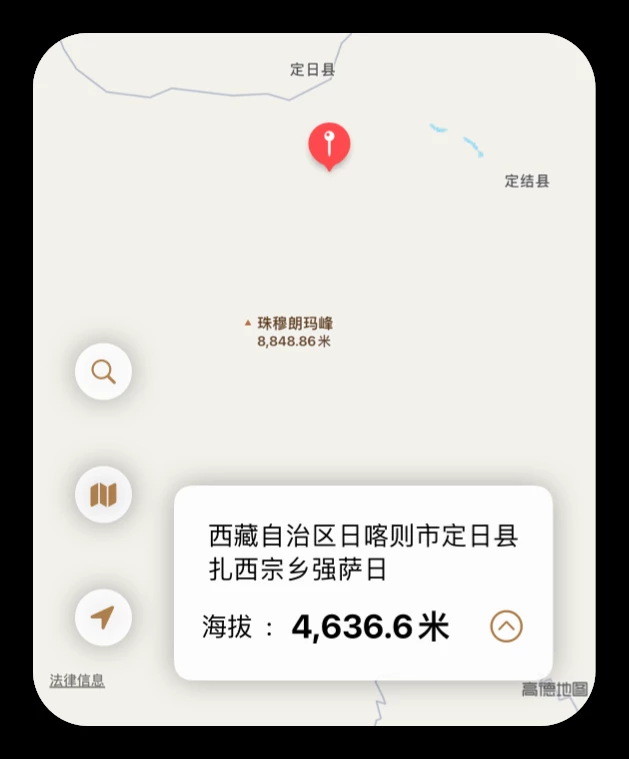 定日县
定结县
珠穆朗玛峰
8,848.86米
西藏自治区日喀则市定日县
扎西宗乡强萨日
海拔 ： 4,636.6米
法律信息
高德地图